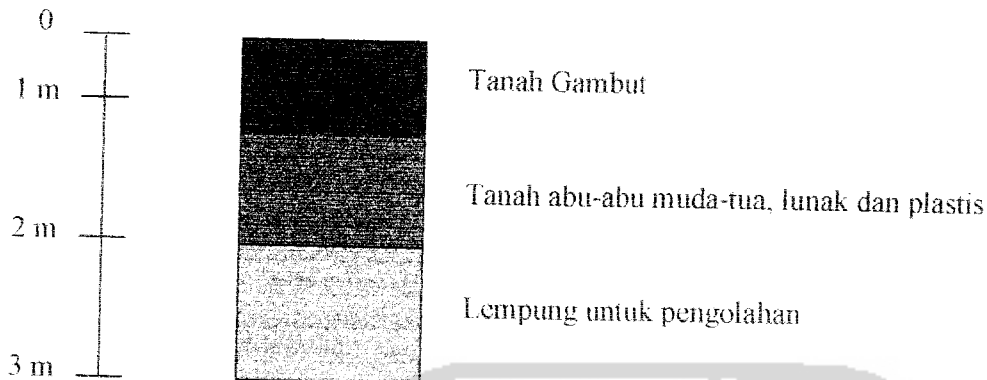 0
1 m
Tanah Gambut
2 m
Tanah abu-abu muda-tua, lunak dan plastis
Lempung untuk pengolahan
3 m